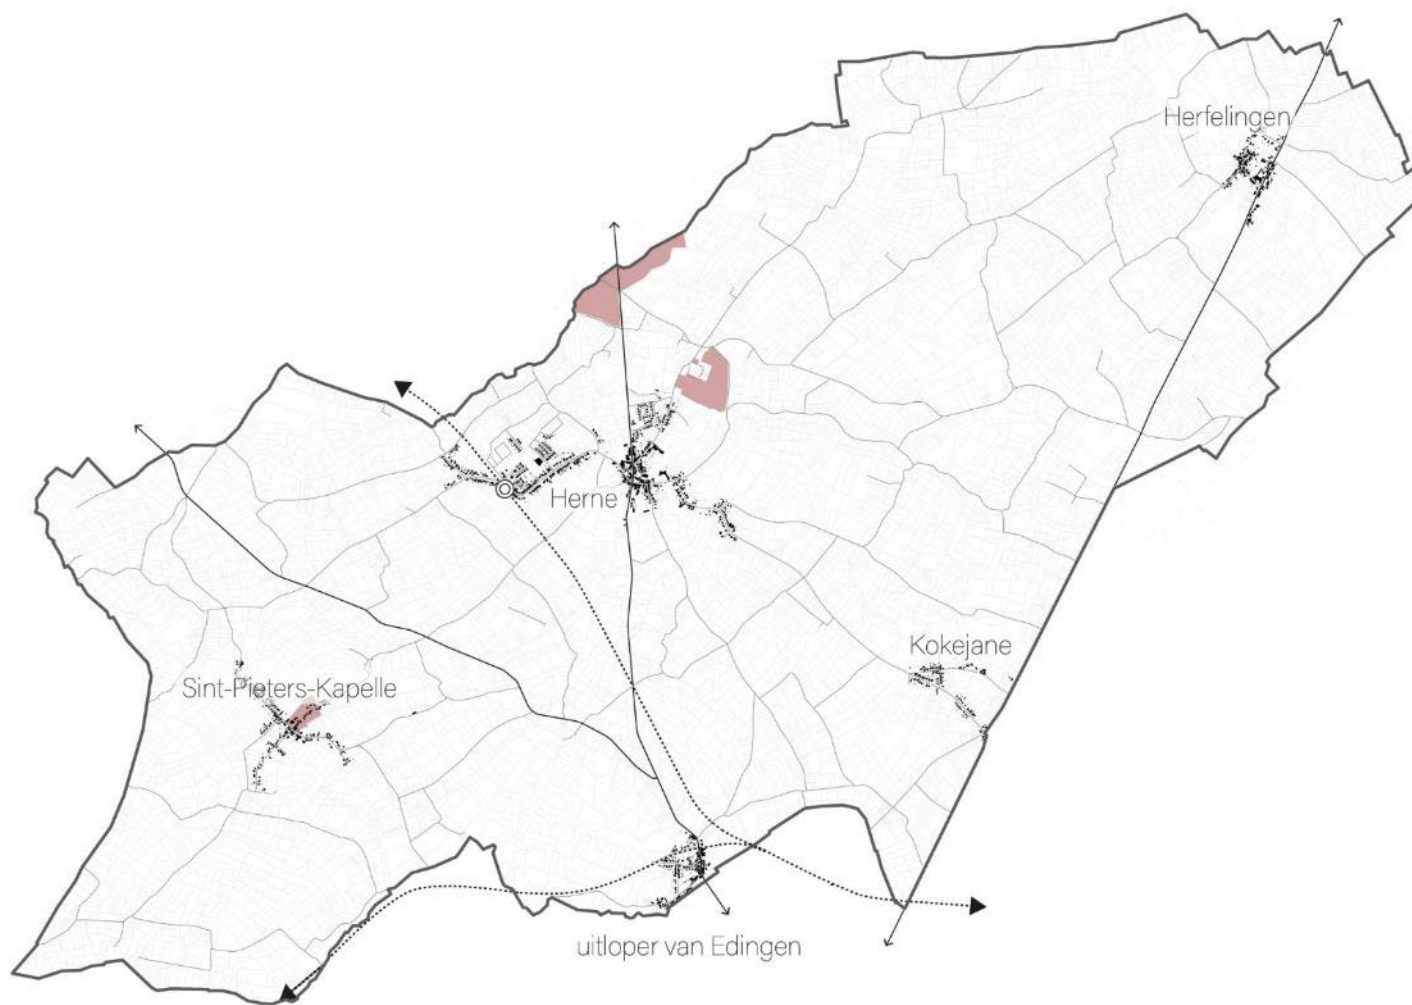 Herfelingen
Herne
Kokejane
Sint-Pieters-Kapelle
uitloper van Edingen